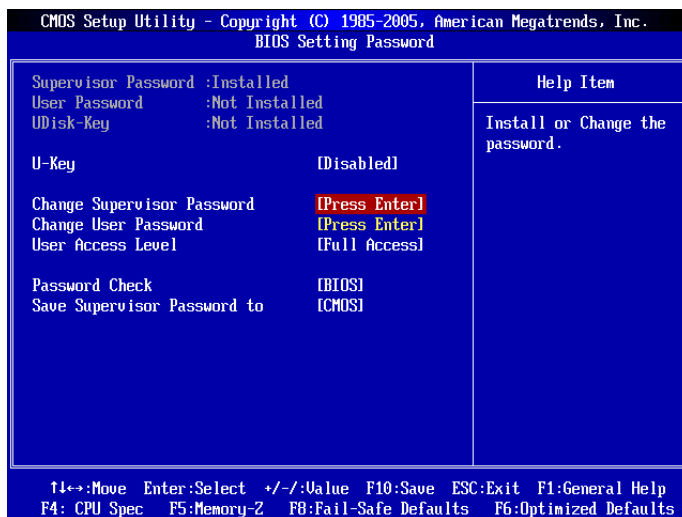 CMOS Setup Utility - Copyright (C) 1985-2005, American Megatrends, Inc.
BIOS Setting Password
Supervisor Password :Installed
User Password :Not Installed
UDisk-Key :Not Installed
U-Key [Disabled]
Change Supervisor Password [Press Enter]
Change User Password [Press Enter]
User Access Level [Full Access]
Password Check [BIOS]
Save Supervisor Password to [CMOS]
Help Item
Install or Change the
password.
↑↓↔:Move Enter:Select +/-/:Value F10:Save ESC:Exit F1:General Help
F4: CPU Spec F5:Memory-Z F8:Fail-Safe Defaults F6:Optimized Defaults